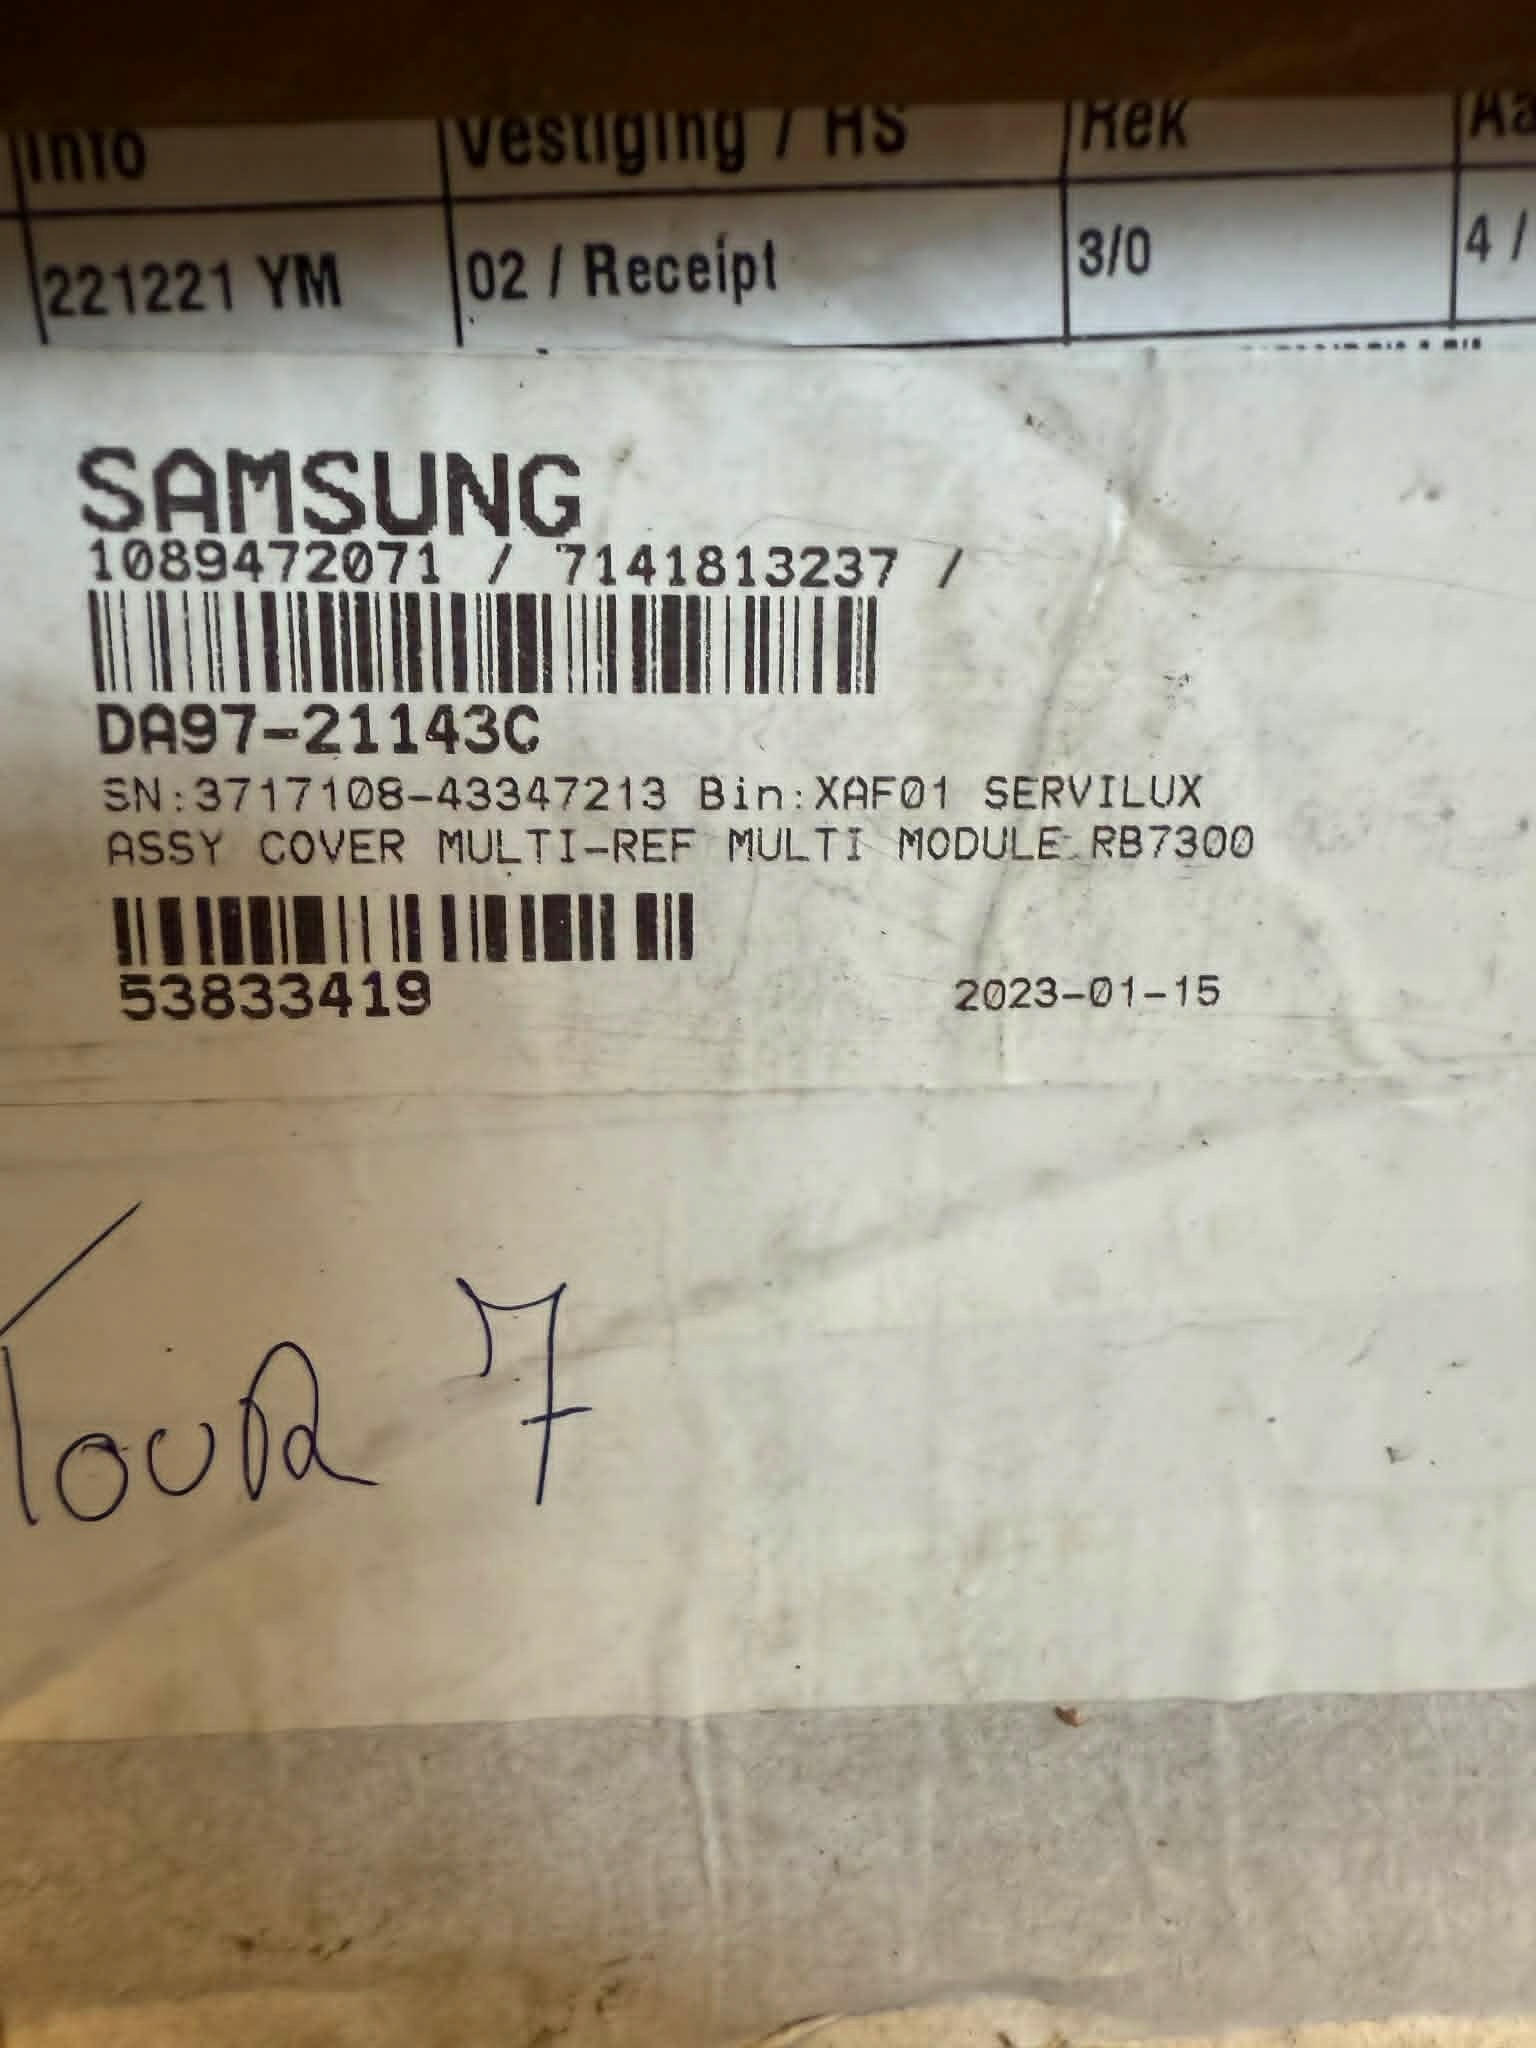 Info Vestiging / HS Rek
221221 YM 02 / Receipt 3/0 4 /
SAMSUNG
1089472071 / 7141813237 /
DA97-21143C
SN:3717108-43347213 Bin:XAF01 SERVILUX
ASSY COVER MULTI-REF MULTI MODULE RB7300
53833419 2023-01-15
7